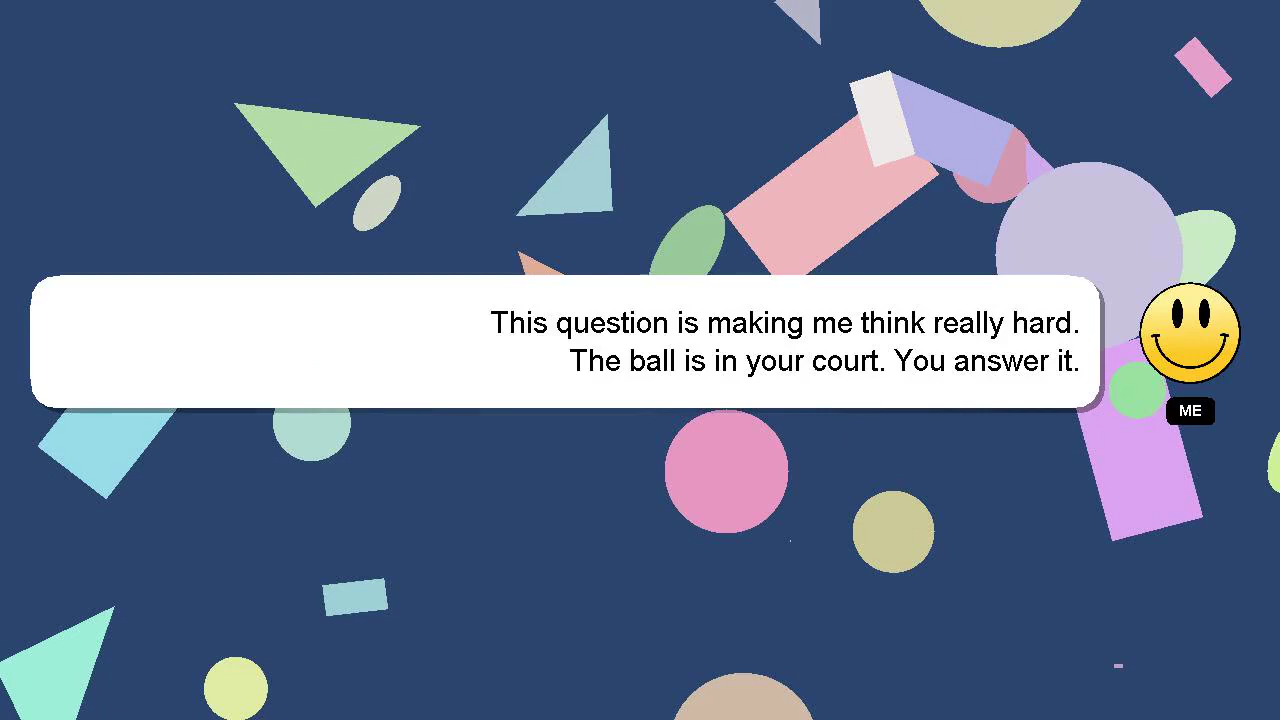 This question is making me think really hard.
The ball is in your court. You answer it.
ME